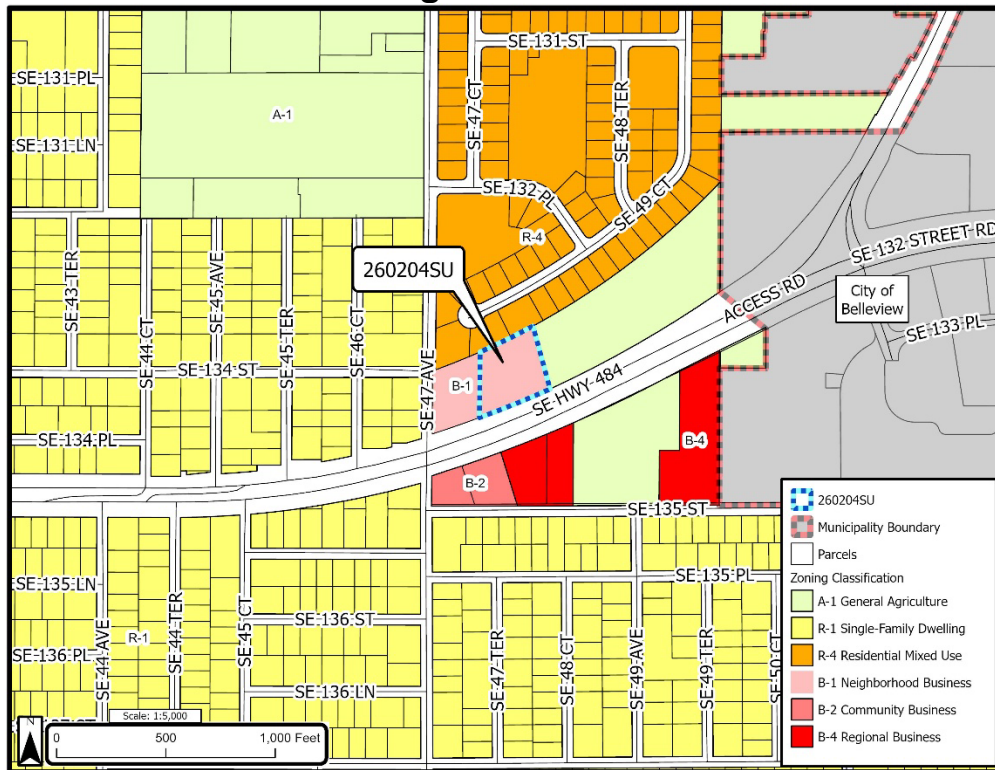 SE 131 ST
SE 131 PL
SE 47 CT
SE 48 TER
A-1
SE 131 LN
SE 132 PL
SE 49 CT
R-4
SE 132 STREET RD
SE 43 TER
SE 44 CT
SE 45 AVE
SE 45 TER
SE 46 CT
260204SU
ACCESS RD
City of
Belleview
SE 133 PL
SE 134 ST
SE 47 AVE
B-1
SE HWY 484
SE 134 PL
B-4
B-2
SE 135 ST
SE 135 LN
SE 135 PL
SE 136 ST
R-1
SE 136 PL
SE 44 AVE
SE 44 TER
SE 45 CT
SE 47 TER
SE 48 CT
SE 49 AVE
SE 49 TER
SE 50 CT
SE 136 LN
N
Scale: 1:5,000
0 500 1,000 Feet
260204SU
Municipality Boundary
Parcels
Zoning Classification
A-1 General Agriculture
R-1 Single-Family Dwelling
R-4 Residential Mixed Use
B-1 Neighborhood Business
B-2 Community Business
B-4 Regional Business